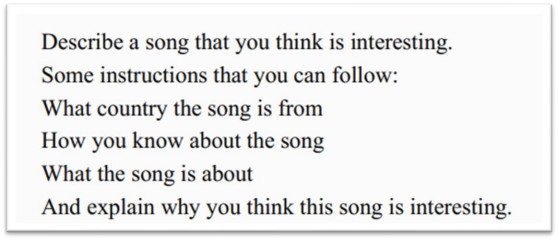 Describe a song that you think is interesting.
Some instructions that you can follow:
What country the song is from
How you know about the song
What the song is about
And explain why you think this song is interesting.